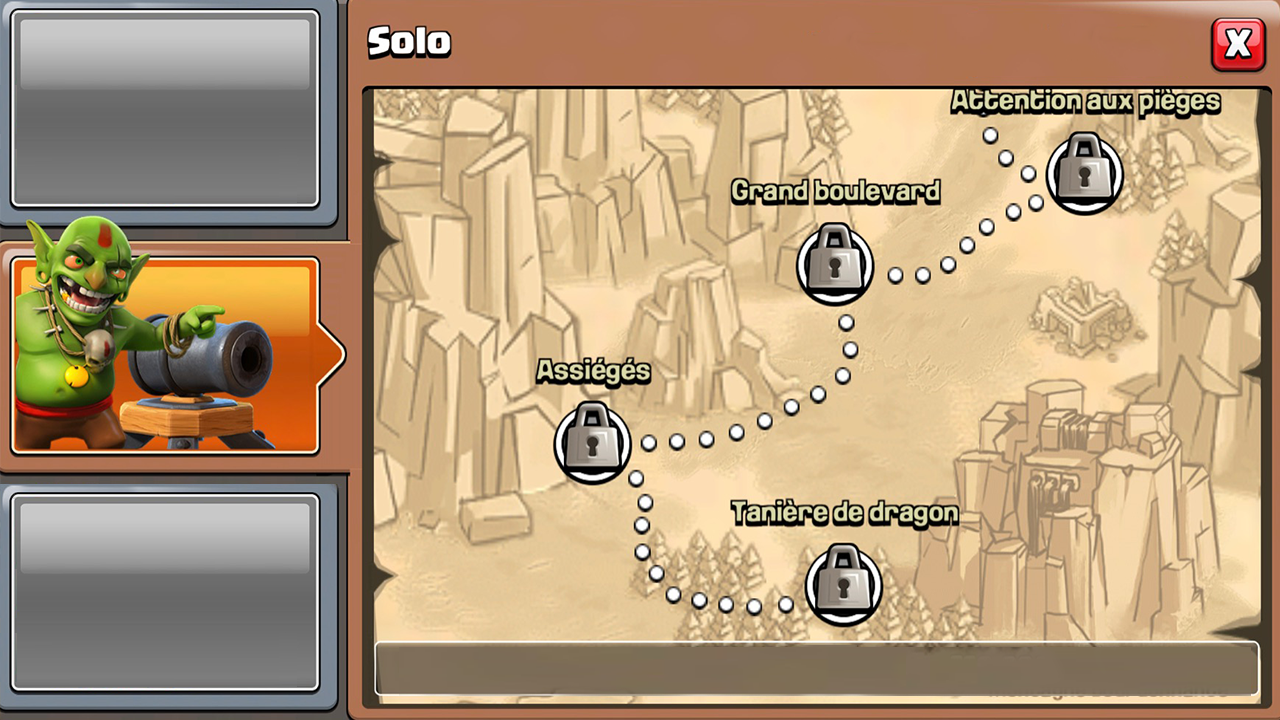 Solo
Attention aux pièges
Grand boulevard
Assiégés
Tanière de dragon